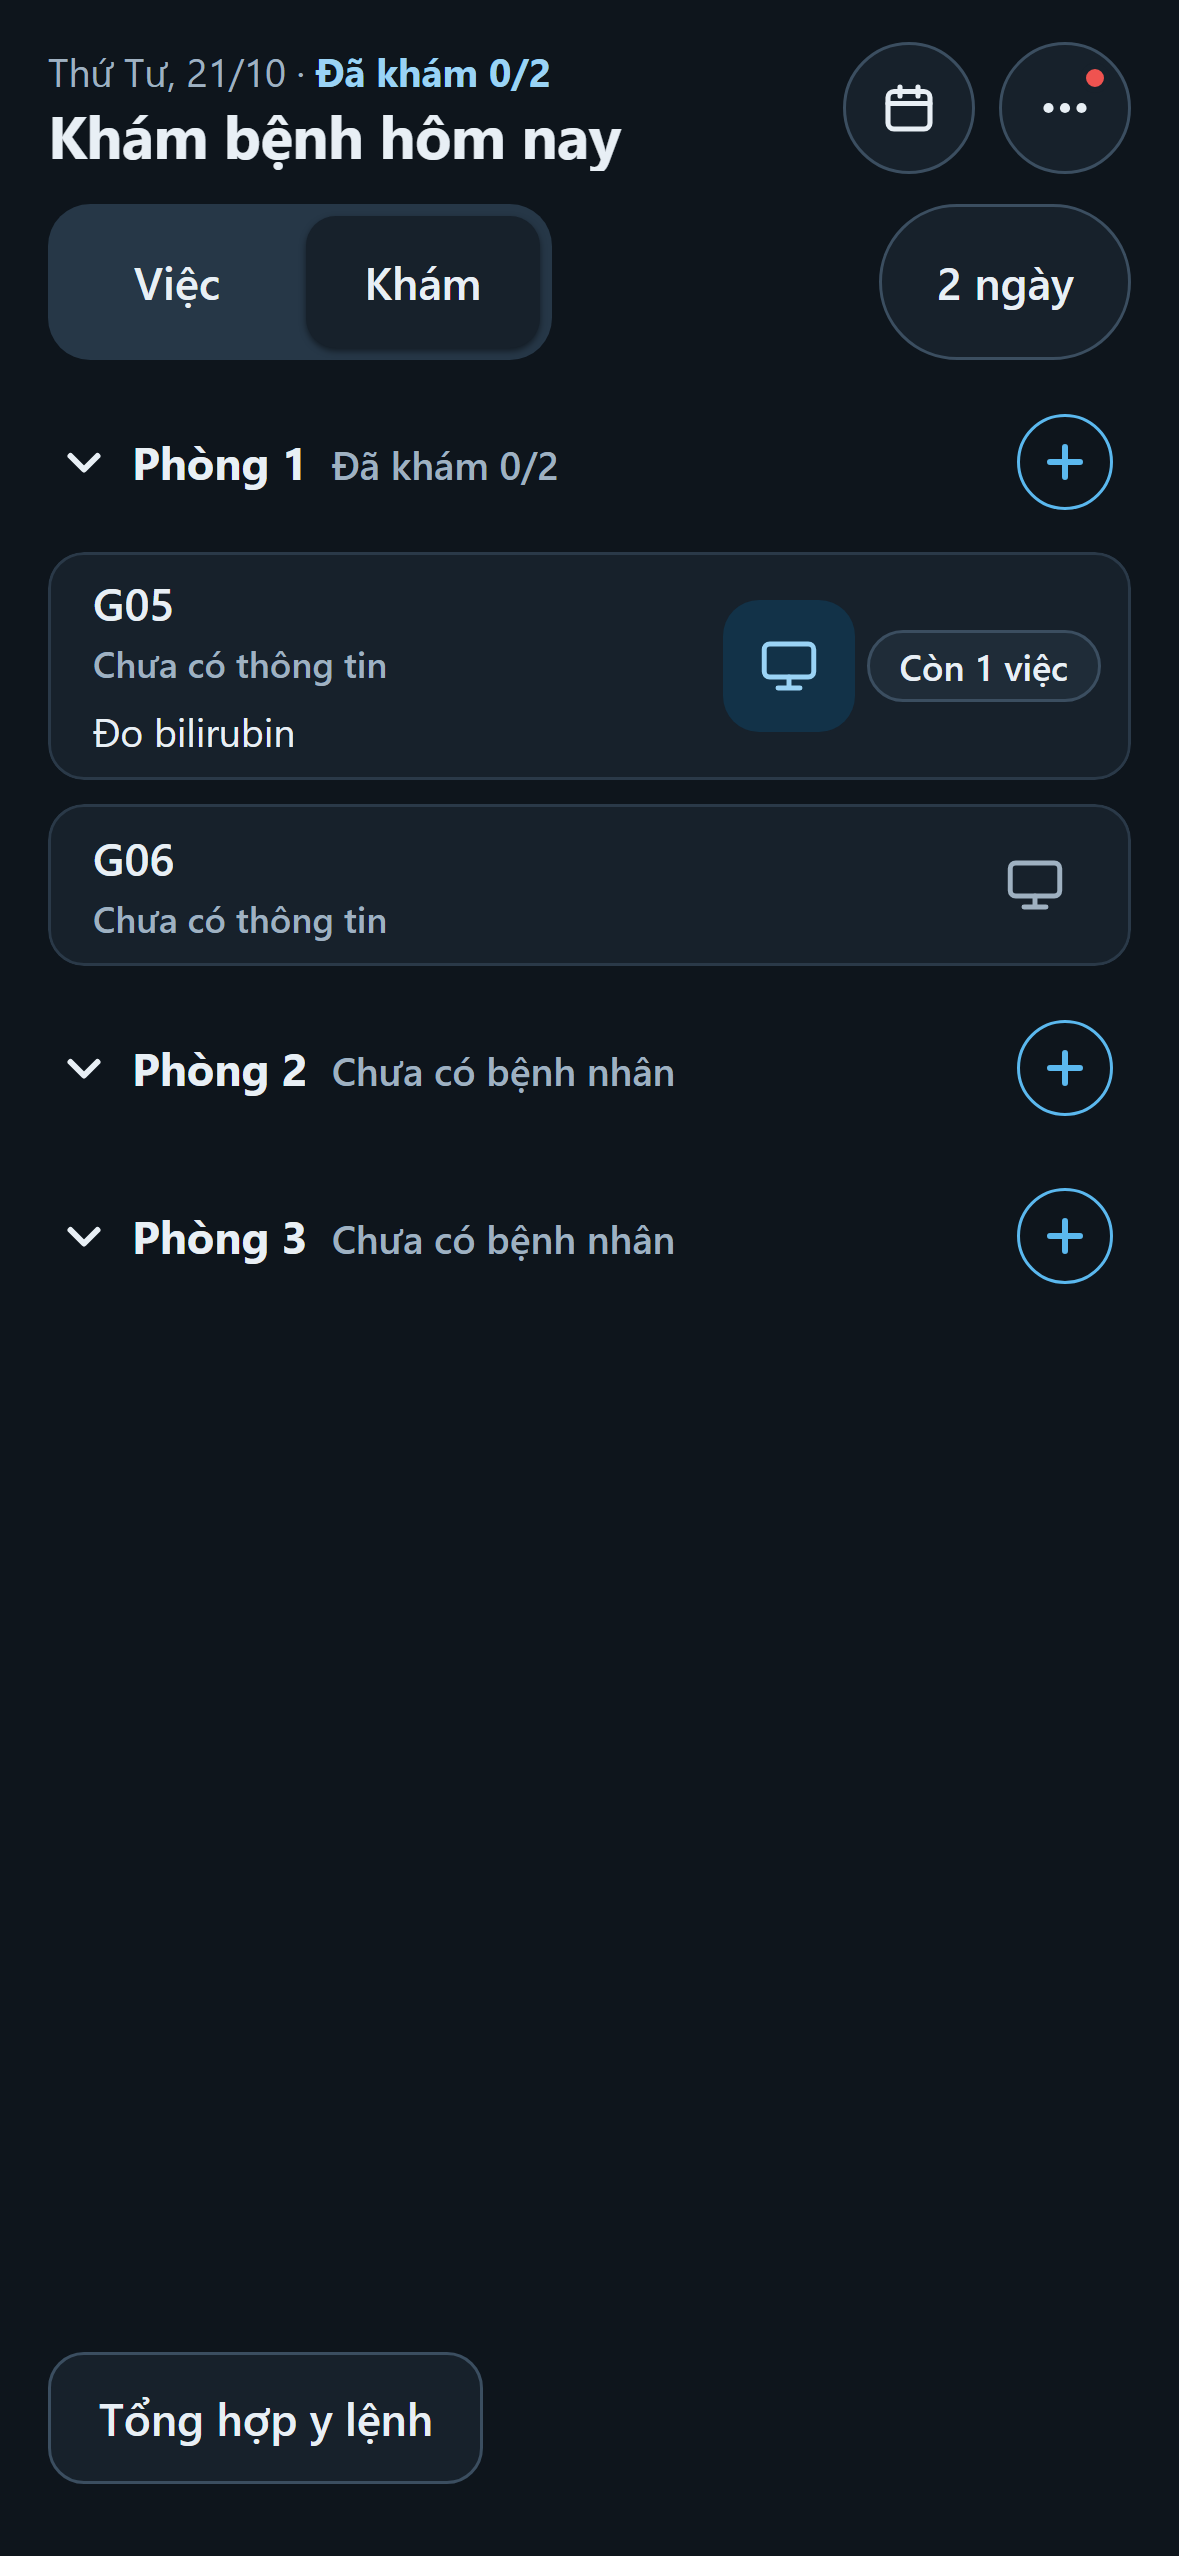 Thứ Tư, 21/10 · Đã khám 0/2
Khám bệnh hôm nay
Việc
Khám
2 ngày
Phòng 1 Đã khám 0/2
G05
Chưa có thông tin
Đo bilirubin
Còn 1 việc
G06
Chưa có thông tin
Phòng 2 Chưa có bệnh nhân
Phòng 3 Chưa có bệnh nhân
Tổng hợp y lệnh